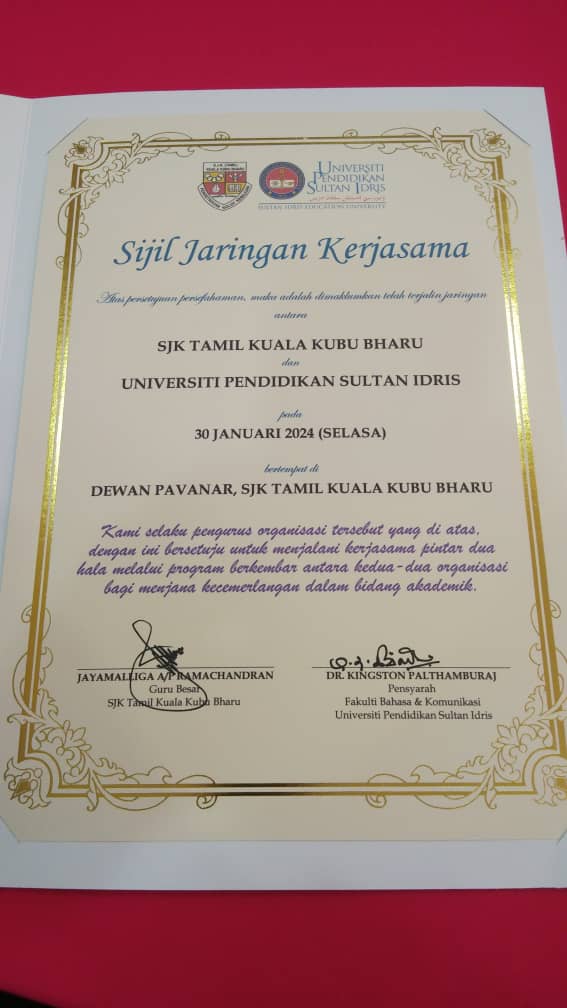 UNIVERSITI
PENDIDIKAN
SULTAN IDRIS
SULTAN IDRIS EDUCATION UNIVERSITY
Sijil Jaringan Kerjasama
Atas persetujuan persefahaman, maka adalah dimaklumkan telah terjalin jaringan
antara
SJK TAMIL KUALA KUBU BHARU
dan
UNIVERSITI PENDIDIKAN SULTAN IDRIS
pada
30 JANUARI 2024 (SELASA)
bertempat di
DEWAN PAVANAR, SJK TAMIL KUALA KUBU BHARU
Kami selaku pengurus organisasi tersebut yang di atas,
dengan ini bersetuju untuk menjalani kerjasama pintar dua
hala melalui program berkembar antara kedua-dua organisasi
bagi menjana kecemerlangan dalam bidang akademik.
JAYAMALLIGA A/P RAMACHANDRAN
Guru Besar
SJK Tamil Kuala Kubu Bharu
DR. KINGSTON PALTHAMBURAJ
Pensyarah
Fakulti Bahasa & Komunikasi
Universiti Pendidikan Sultan Idris